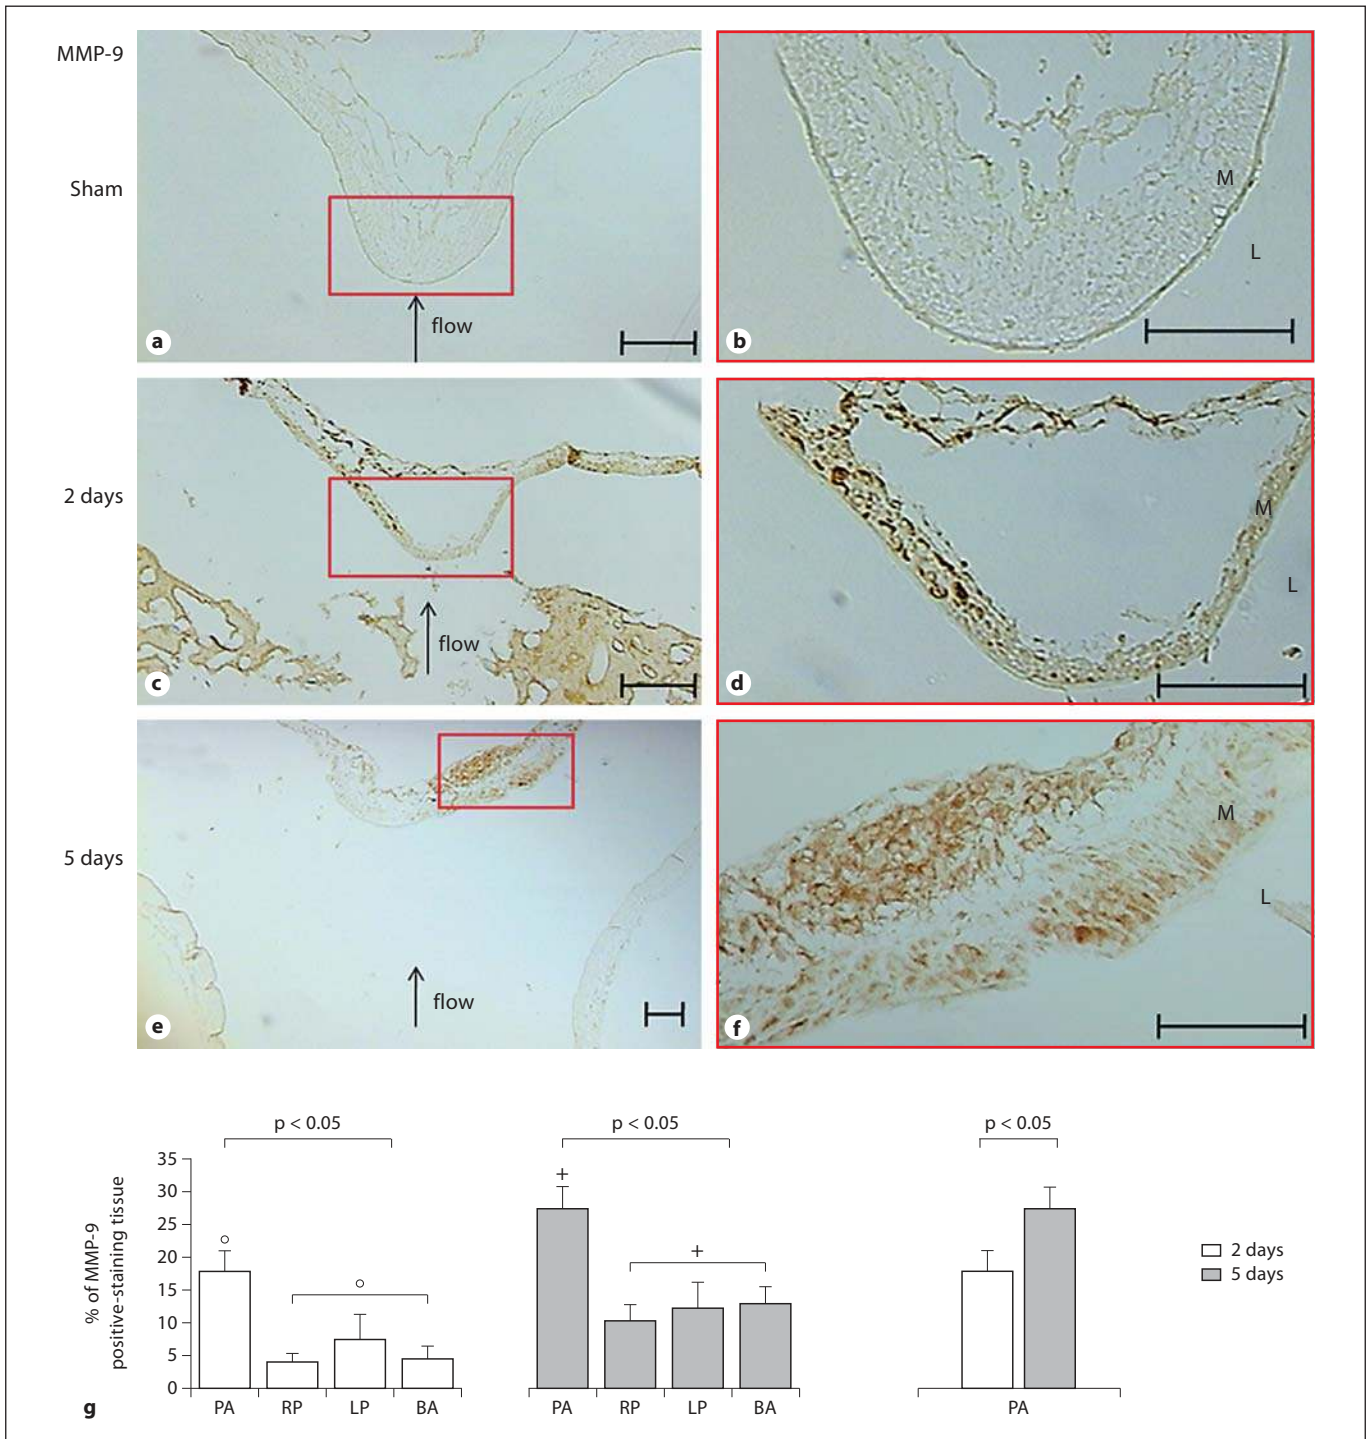 MMP-9
Sham
M
L
flow
a
b
2 days
M
L
flow
c
d
5 days
M
L
flow
e
f
p < 0.05
p < 0.05
p < 0.05
% of MMP-9
positive-staining tissue
35
30
25
20
15
10
5
0
+
+
2 days
5 days
g
PA RP LP BA
PA RP LP BA
PA